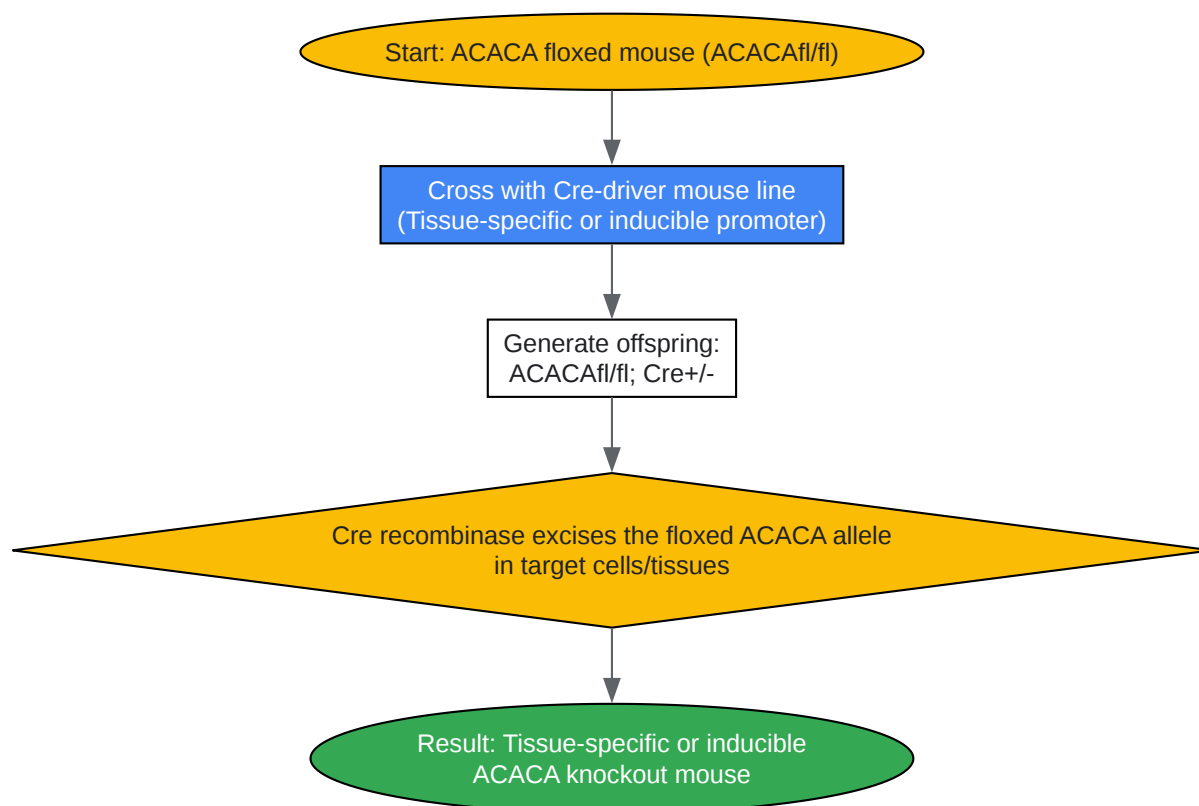 Start: ACACA floxed mouse (ACACAfl/fl)
Cross with Cre-driver mouse line
(Tissue-specific or inducible promoter)
Generate offspring:
ACACAfl/fl; Cre+/-
Cre recombinase excises the floxed ACACA allele
in target cells/tissues
Result: Tissue-specific or inducible
ACACA knockout mouse